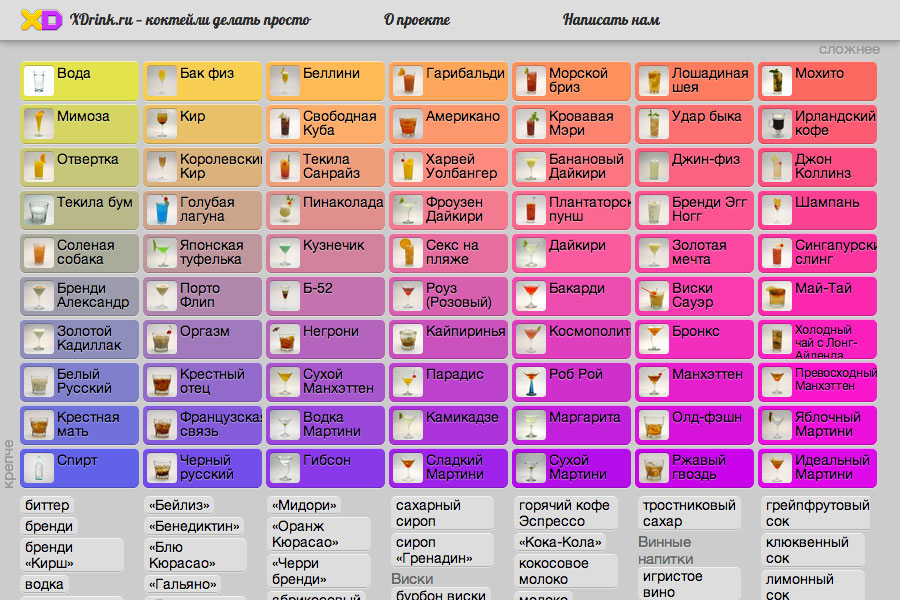 XD XDrink.ru – коктейли делать просто О проекте Написать нам
сложнее
Вода Бак физ Беллини Гарибальди Морской бриз Лошадиная шея Мохито
Мимоза Кир Свободная Куба Американо Кровавая Мэри Удар быка Ирландский кофе
Отвертка Королевский Кир Текила Санрайз Харвей Уолбангер Банановый Дайкири Джин-физ Джон Коллинз
Текила бум Голубая лагуна Пинаколада Фроузен Дайкири Плантаторск пунш Бренди Эгг Ногг Шампань
Соленая собака Японская туфелька Кузнечик Секс на пляже Дайкири Золотая мечта Сингапурски слинг
Бренди Александр Порто Флип Б-52 Роуз (Розовый) Бакарди Виски Сауэр Май-Тай
Золотой Кадиллак Оргазм Негрони Кайпиринья Космополит Бронкс Холодный чай с Лонг-Айленда
Белый Русский Крестный отец Сухой Манхэттен Парадис Роб Рой Манхэттен Превосходный Манхэттен
Крестная мать Французская связь Водка Мартини Камикадзе Маргарита Олд-фэшн Яблочный Мартини
Спирт Черный русский Гибсон Сладкий Мартини Сухой Мартини Ржавый гвоздь Идеальный Мартини
крепче
биттер
бренди
бренди
«Кирш»
водка
«Бейлиз»
«Бенедиктин»
«Блю
Кюрасао»
«Гальяно»
«Мидори»
«Оранж
Кюрасао»
«Черри
бренди»
абрикосовый
сахарный
сироп
сироп
«Гренадин»
Виски
бурбон виски
горячий кофе
Эспрессо
«Кока-Кола»
кокосовое
молоко
молоко
тростниковый
сахар
Винные
напитки
игристое
вино
грейпфрутовый
сок
клюквенный
сок
лимонный
сок